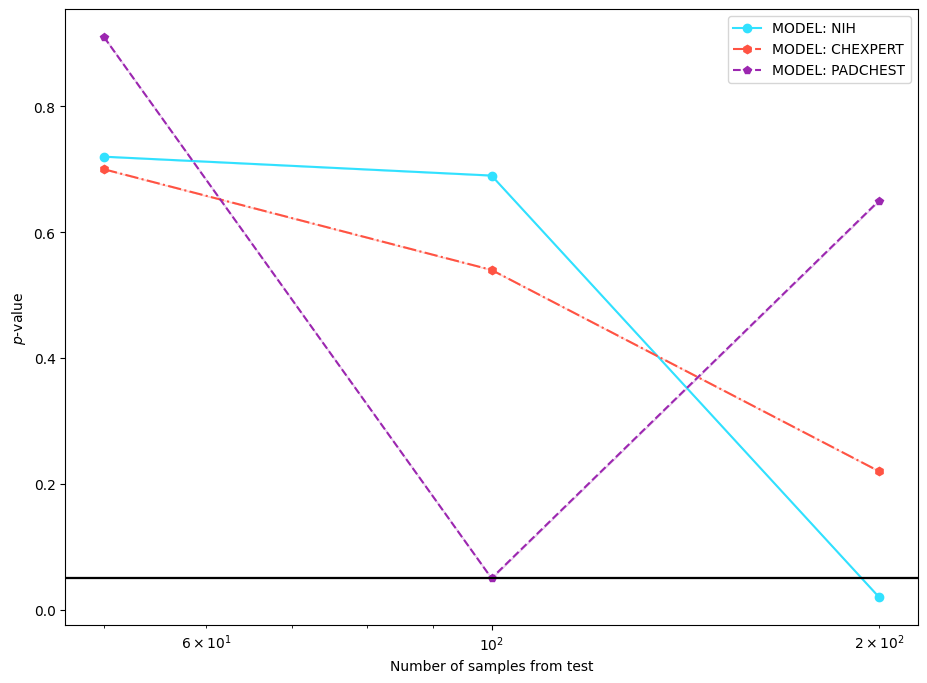 MODEL: NIH
MODEL: CHEXPERT
MODEL: PADCHEST
0.8
0.6
0.4
0.2
0.0
p-value
6 × 10¹
10²
2 × 10²
Number of samples from test